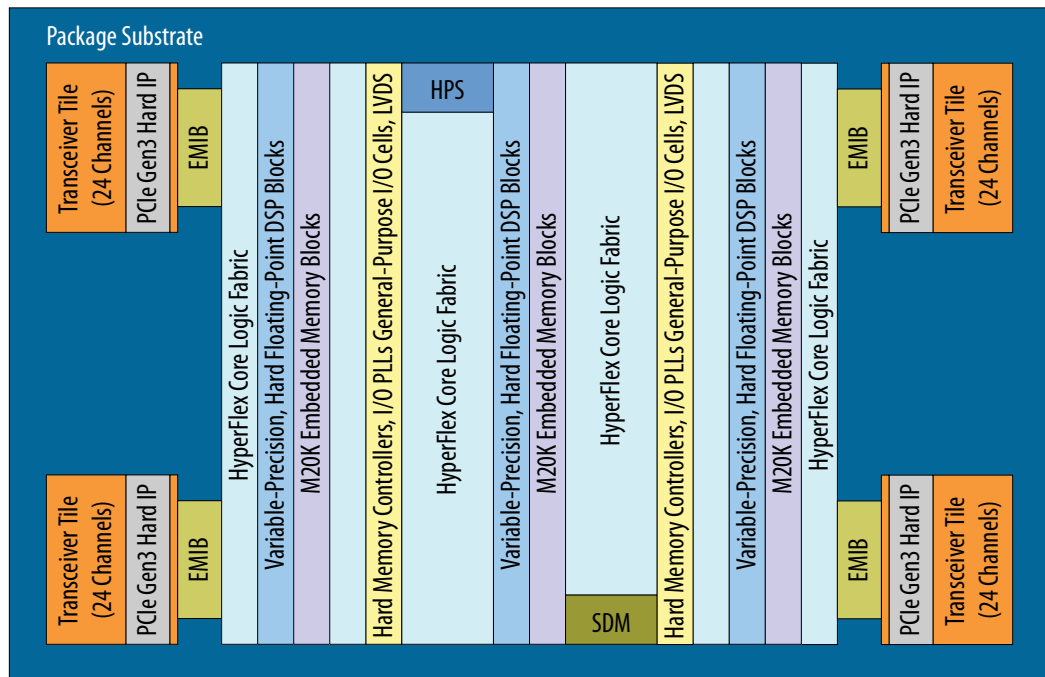 Package Substrate
Transceiver Tile
(24 Channels)
PCIe Gen3 Hard IP
EMIB
Transceiver Tile
(24 Channels)
PCIe Gen3 Hard IP
EMIB
HyperFlex Core Logic Fabric
Variable-Precision, Hard Floating-Point DSP Blocks
M20K Embedded Memory Blocks
Hard Memory Controllers, I/O PLLs General-Purpose I/O Cells, LVDS
HPS
HyperFlex Core Logic Fabric
Variable-Precision, Hard Floating-Point DSP Blocks
M20K Embedded Memory Blocks
HyperFlex Core Logic Fabric
SDM
Hard Memory Controllers, I/O PLLs General-Purpose I/O Cells, LVDS
Variable-Precision, Hard Floating-Point DSP Blocks
M20K Embedded Memory Blocks
HyperFlex Core Logic Fabric
EMIB
PCIe Gen3 Hard IP
Transceiver Tile
(24 Channels)
EMIB
PCIe Gen3 Hard IP
Transceiver Tile
(24 Channels)